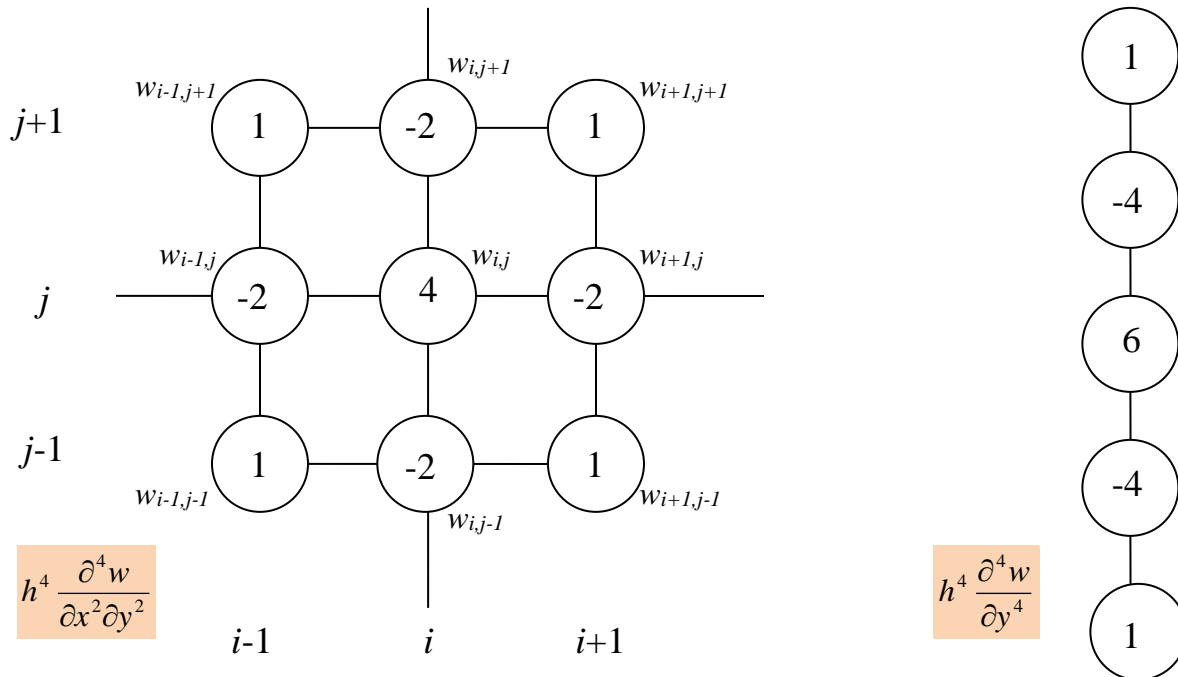 w_{i,j+1}
w_{i-1,j+1} w_{i+1,j+1}
j+1 1 -2 1
w_{i-1,j} w_{i,j} w_{i+1,j}
j -2 4 -2
j-1 1 -2 1
w_{i-1,j-1} w_{i,j-1} w_{i+1,j-1}
h^4 ∂^4w/∂x^2∂y^2
i-1 i i+1
1
-4
6
-4
1
h^4 ∂^4w/∂y^4